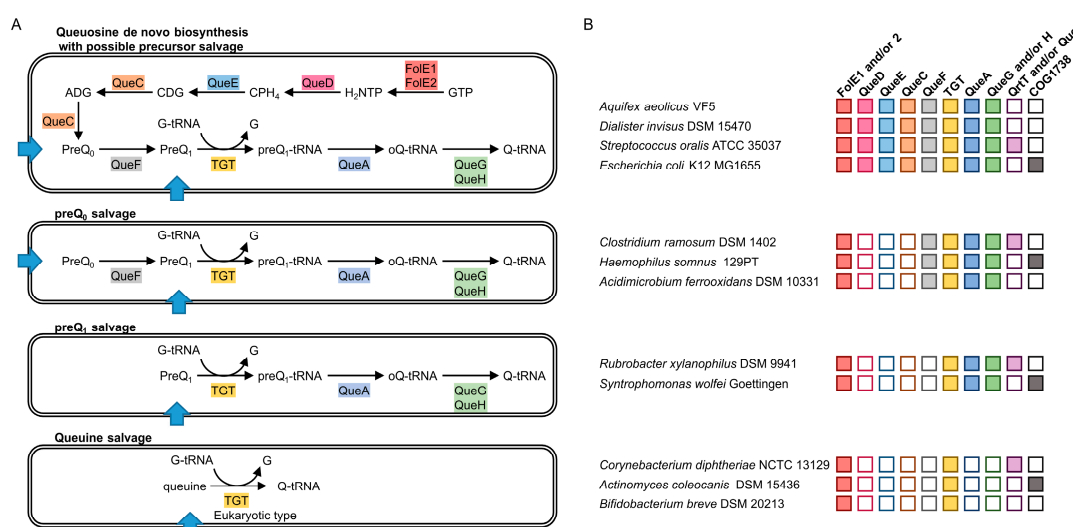 A
Queuosine de novo biosynthesis
with possible precursor salvage
FolE1
FolE2
QueC QueE QueD
ADG CDG CPH4 H2NTP GTP
QueC
G-tRNA G
PreQ0 PreQ1 preQ1-tRNA oQ-tRNA Q-tRNA
QueF TGT QueA QueG
QueH
preQ0 salvage
G-tRNA G
PreQ0 PreQ1 preQ1-tRNA oQ-tRNA Q-tRNA
QueF TGT QueA QueG
QueH
preQ1 salvage
G-tRNA G
PreQ1 preQ1-tRNA oQ-tRNA Q-tRNA
TCT QueA QueC
QueH
Queuine salvage
G-tRNA G
queuine Q-tRNA
TGT
Eukaryotic type
B
FolE1 and/or 2
QueD
QueE
QueC
QueF
TGT
QueA
QueG and/or H
QrtT and/or Que
COG1738
Aquifex aeolicus VF5
Dialister invisus DSM 15470
Streptococcus oralis ATCC 35037
Escherichia coli K12 MG1655
Clostridium ramosum DSM 1402
Haemophilus somnus 129PT
Acidimicrobium ferrooxidans DSM 10331
Rubrobacter xylanophilus DSM 9941
Syntrophomonas wolfei Goettingen
Corynebacterium diphtheriae NCTC 13129
Actinomyces coleocanis DSM 15436
Bifidobacterium breve DSM 20213